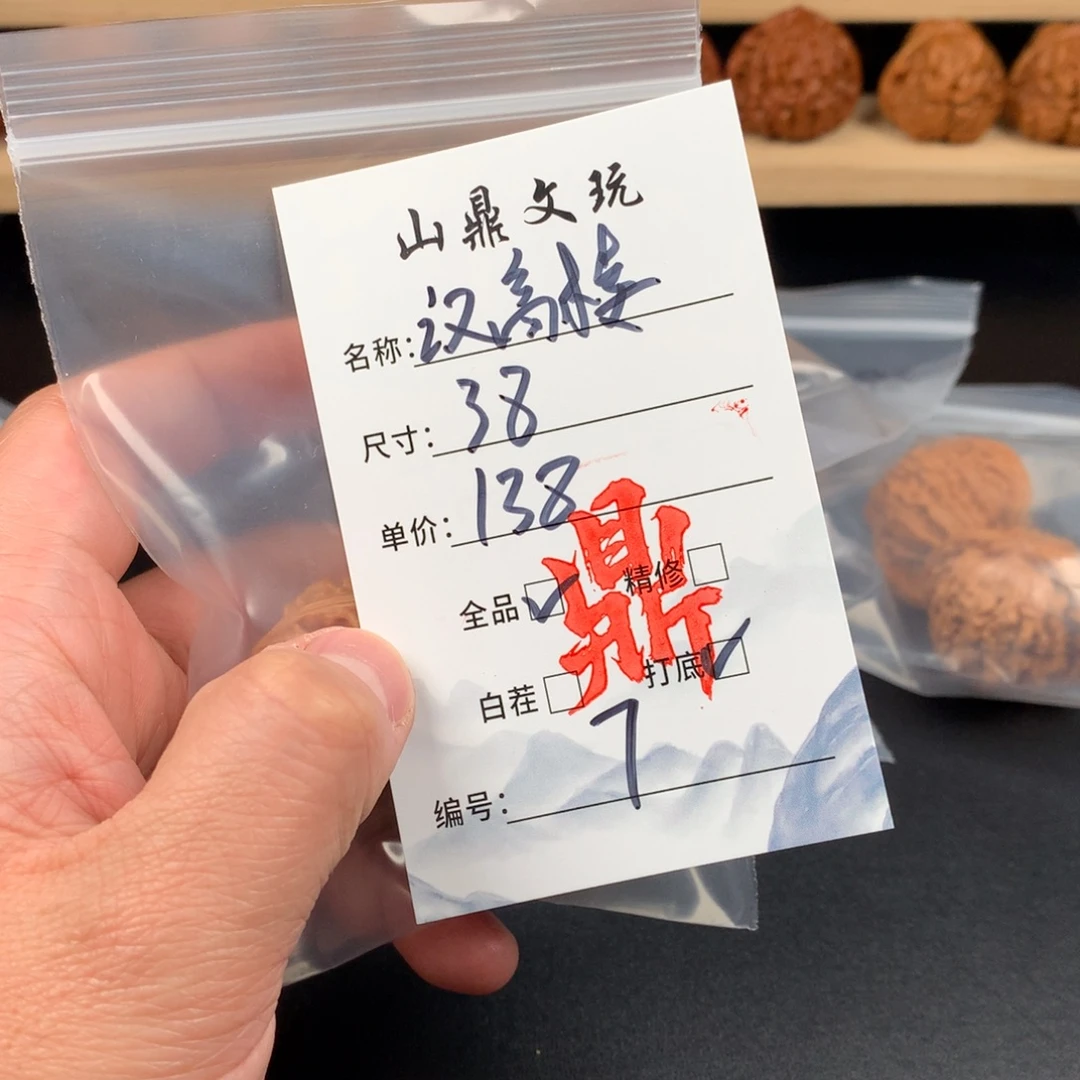 山鼎文玩
名称：汉高桩
尺寸：38
单价：138
鼎
全品 ☑ 精修 □
白茬 □ 打底 ☑
编号：7